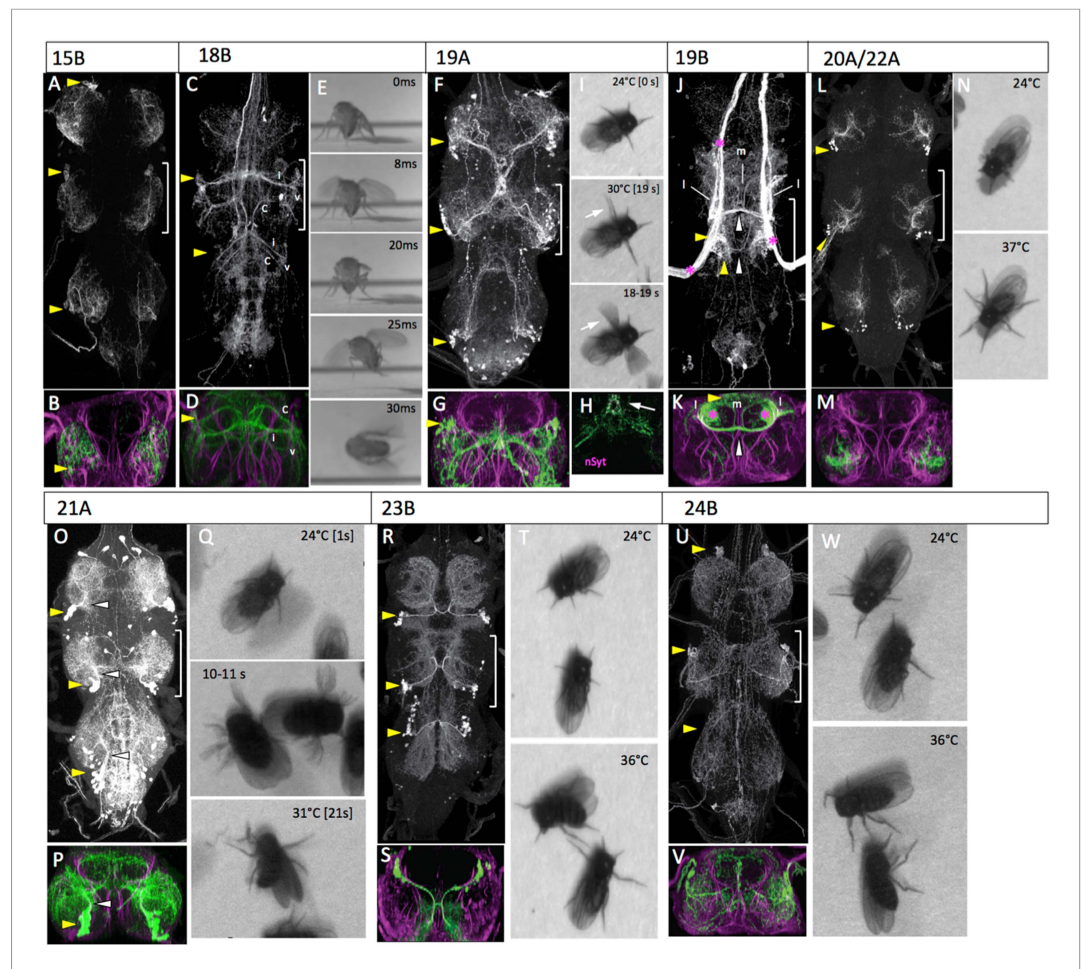 15B
18B
19A
19B
20A/22A
A
C
E
0ms
8ms
20ms
25ms
30ms
i
v
C
i
C
v
B
D
c
i
v
F
G
H
nSyt
I
24°C [0 s]
30°C [19 s]
18-19 s
J
m
l
l
*
*
*
K
l
m
l
*
*
L
M
N
24°C
37°C
21A
23B
24B
O
P
Q
24°C [1s]
10-11 s
31°C [21s]
R
S
T
24°C
36°C
U
V
W
24°C
36°C